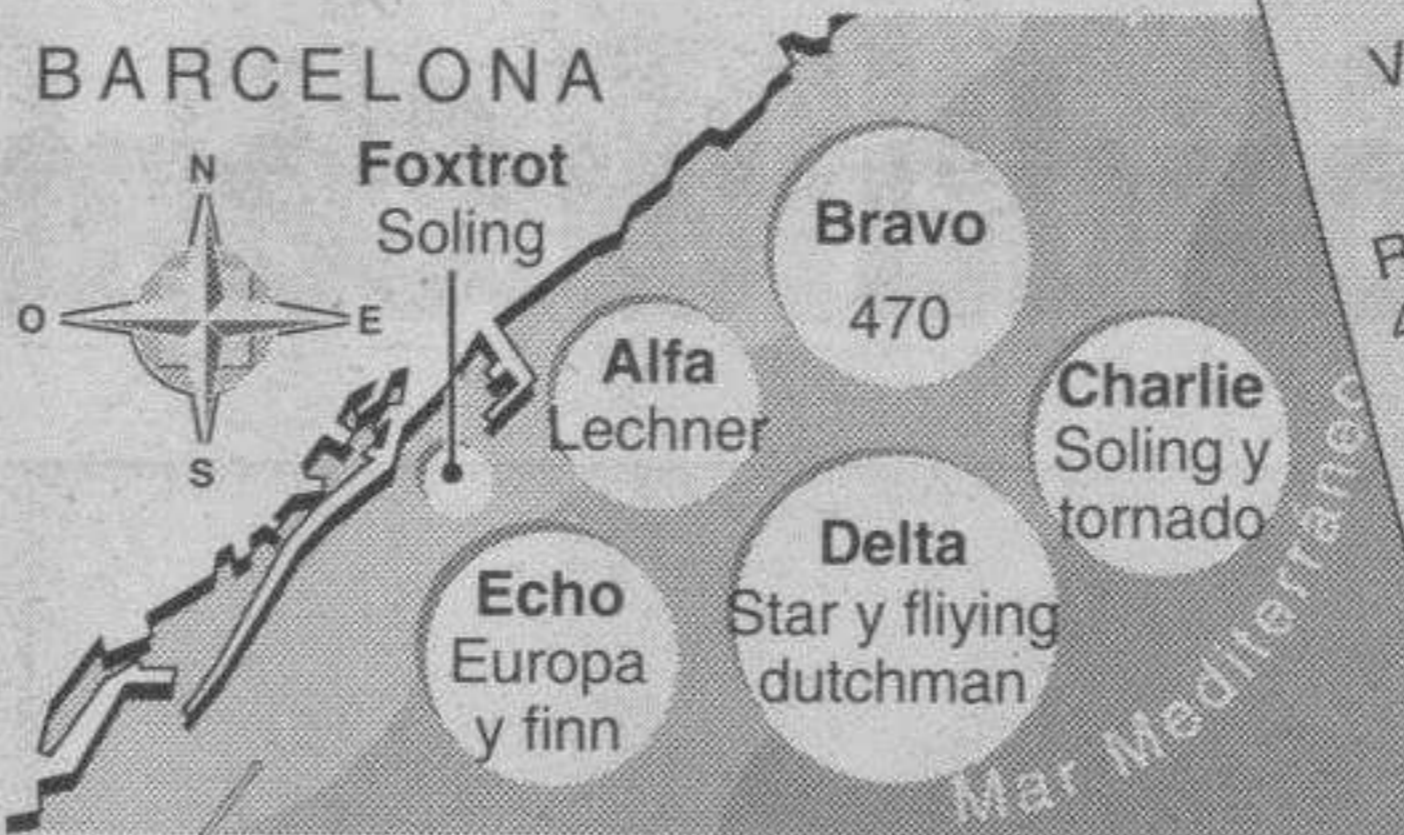 BARCELONA
N
O
E
S
Foxtrot
Soling
Bravo
470
Alfa
Lechner
Charlie
Soling y
tornado
Delta
Star y fliying
dutchman
Echo
Europa
y finn
Mar Mediterráneo